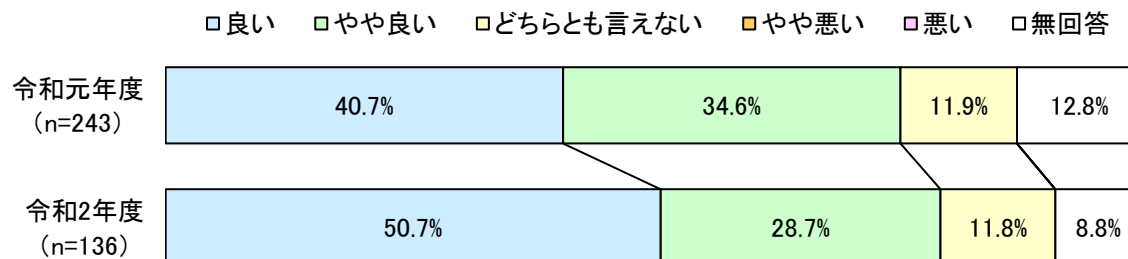 良い やや良い どちらとも言えない やや悪い 悪い 無回答
令和元年度
（n=243）
40.7% 34.6% 11.9% 12.8%
令和2年度
（n=136）
50.7% 28.7% 11.8% 8.8%